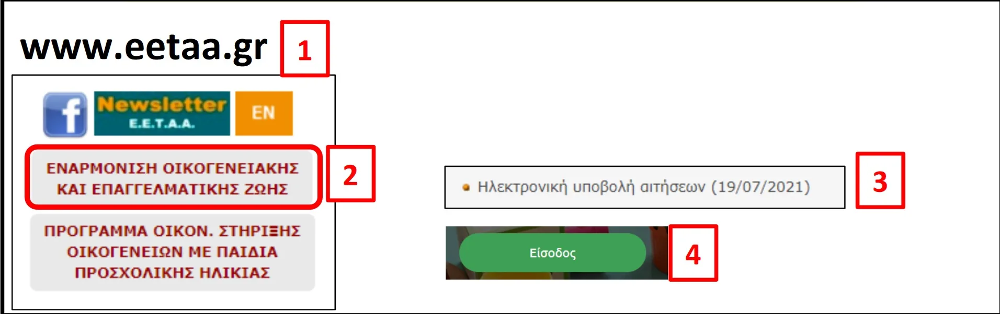 www.eetaa.gr
1
f
Newsletter
E.E.T.A.A.
EN
ΕΝΑΡΜΟΝΙΣΗ ΟΙΚΟΓΕΝΕΙΑΚΗΣ
ΚΑΙ ΕΠΑΓΓΕΛΜΑΤΙΚΗΣ ΖΩΗΣ
2
ΠΡΟΓΡΑΜΜΑ ΟΙΚΟΝ. ΣΤΗΡΙΞΗΣ
ΟΙΚΟΓΕΝΕΙΩΝ ΜΕ ΠΑΙΔΙΑ
ΠΡΟΣΧΟΛΙΚΗΣ ΗΛΙΚΙΑΣ
Ηλεκτρονική υποβολή αιτήσεων (19/07/2021)
3
Είσοδος
4